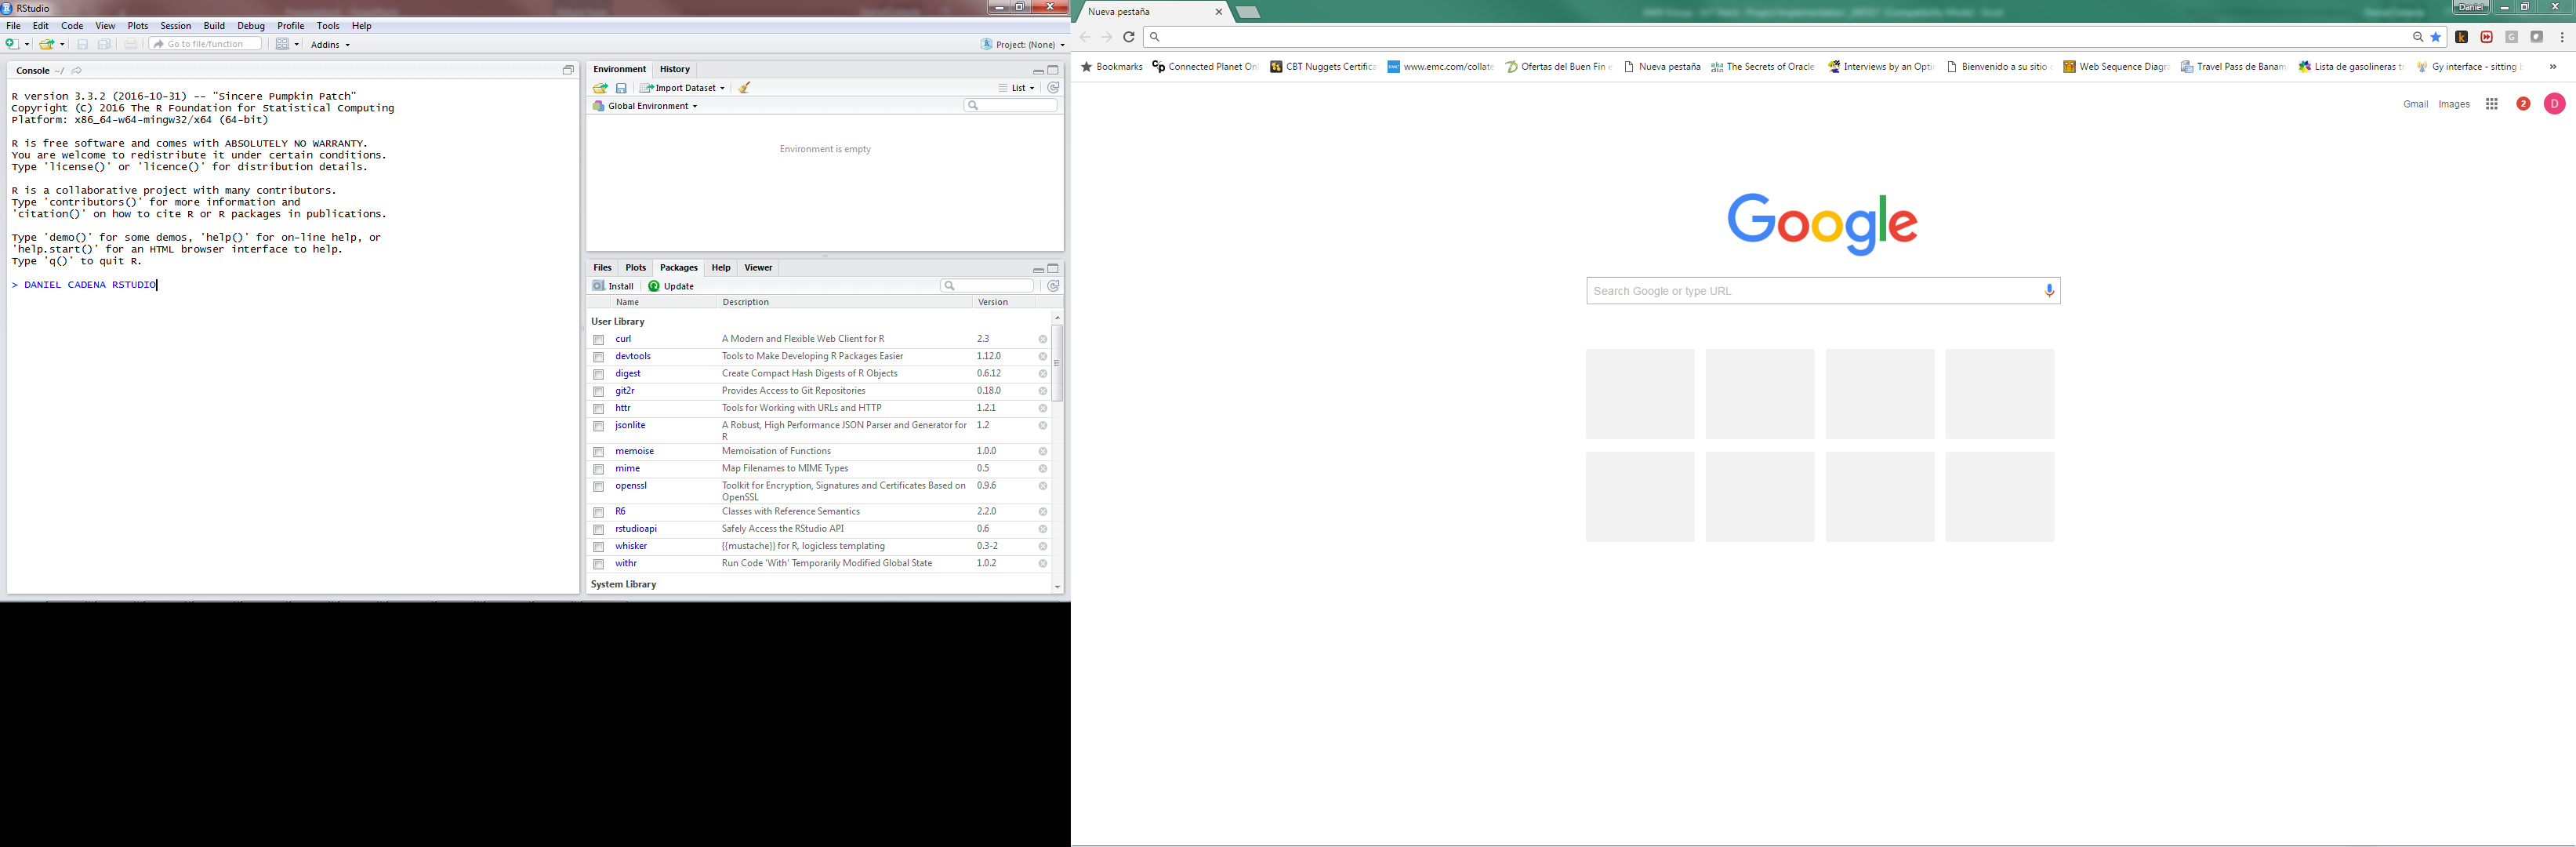 RStudio
File Edit Code View Plots Session Build Debug Profile Tools Help
Go to file/function Addins Project: (None)
Console ~/
R version 3.3.2 (2016-10-31) -- "Sincere Pumpkin Patch"
Copyright (C) 2016 The R Foundation for Statistical Computing
Platform: x86_64-w64-mingw32/x64 (64-bit)
R is free software and comes with ABSOLUTELY NO WARRANTY.
You are welcome to redistribute it under certain conditions.
Type 'license()' or 'licence()' for distribution details.
R is a collaborative project with many contributors.
Type 'contributors()' for more information and
'citation()' on how to cite R or R packages in publications.
Type 'demo()' for some demos, 'help()' for on-line help, or
'help.start()' for an HTML browser interface to help.
Type 'q()' to quit R.
> DANIEL CADENA RSTUDIO
Environment History
Import Dataset List
Global Environment
Environment is empty
Files Plots Packages Help Viewer
Install Update
Name Description Version
User Library
curl A Modern and Flexible Web Client for R 2.3
devtools Tools to Make Developing R Packages Easier 1.12.0
digest Create Compact Hash Digests of R Objects 0.6.12
git2r Provides Access to Git Repositories 0.18.0
httr Tools for Working with URLs and HTTP 1.2.1
jsonlite A Robust, High Performance JSON Parser and Generator for 1.2
R
memoise Memoisation of Functions 1.0.0
mime Map Filenames to MIME Types 0.5
openssl Toolkit for Encryption, Signatures and Certificates Based on 0.9.6
OpenSSL
R6 Classes with Reference Semantics 2.2.0
rstudioapi Safely Access the RStudio API 0.6
whisker {{mustache}} for R, logicless templating 0.3-2
withr Run Code 'With' Temporarily Modified Global State 1.0.2
System Library
Nueva pestaña Daniel
Bookmarks Connected Planet On CBT Nuggets Certifica www.emc.com/collate Ofertas del Buen Fin e Nueva pestaña The Secrets of Oracle Interviews by an Opti Bienvenido a su sitio Web Sequence Diagra Travel Pass de Banam Lista de gasolineras Gy interface - sitting
Gmail Images 2 D
Google
Search Google or type URL